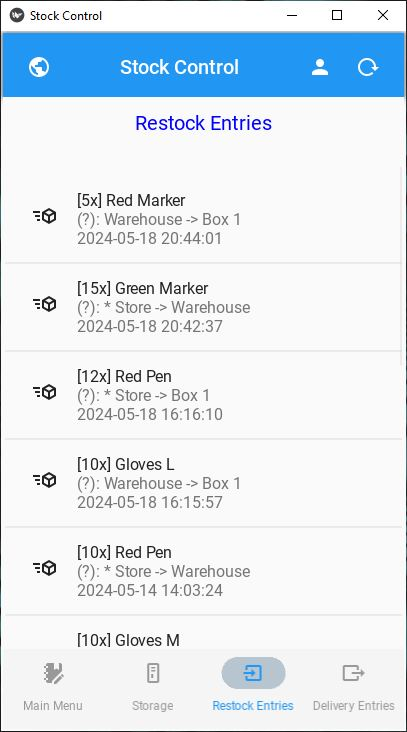 Stock Control
Stock Control
Restock Entries
[5x] Red Marker
(?): Warehouse -> Box 1
2024-05-18 20:44:01
[15x] Green Marker
(?): * Store -> Warehouse
2024-05-18 20:42:37
[12x] Red Pen
(?): * Store -> Box 1
2024-05-18 16:16:10
[10x] Gloves L
(?): Warehouse -> Box 1
2024-05-18 16:15:57
[10x] Red Pen
(?): * Store -> Warehouse
2024-05-14 14:03:24
[10x] Gloves M
Main Menu
Storage
Restock Entries
Delivery Entries